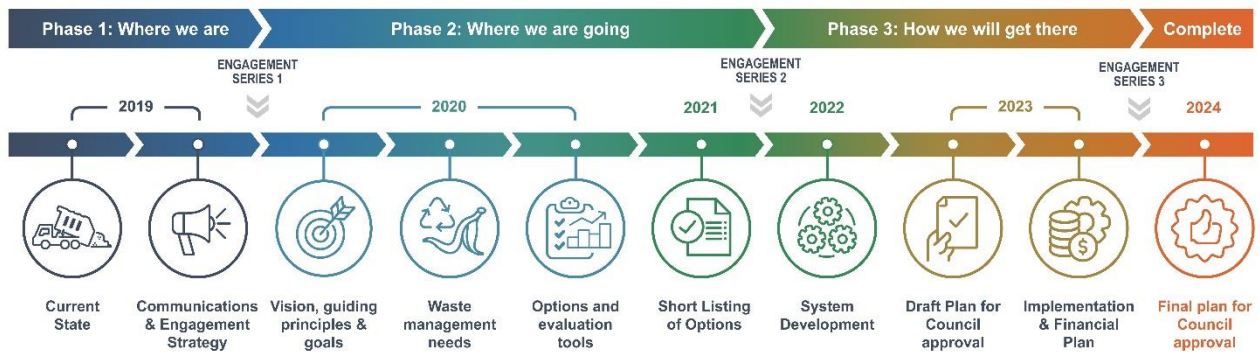 Phase 1: Where we are
Phase 2: Where we are going
Phase 3: How we will get there
Complete
ENGAGEMENT
SERIES 1
ENGAGEMENT
SERIES 2
ENGAGEMENT
SERIES 3
2019
2020
2021
2022
2023
2024
$
Current
State
Communications
& Engagement
Strategy
Vision, guiding
principles &
goals
Waste
management
needs
Options and
evaluation
tools
Short Listing
of Options
System
Development
Draft Plan for
Council
approval
Implementation
& Financial
Plan
Final plan for
Council
approval